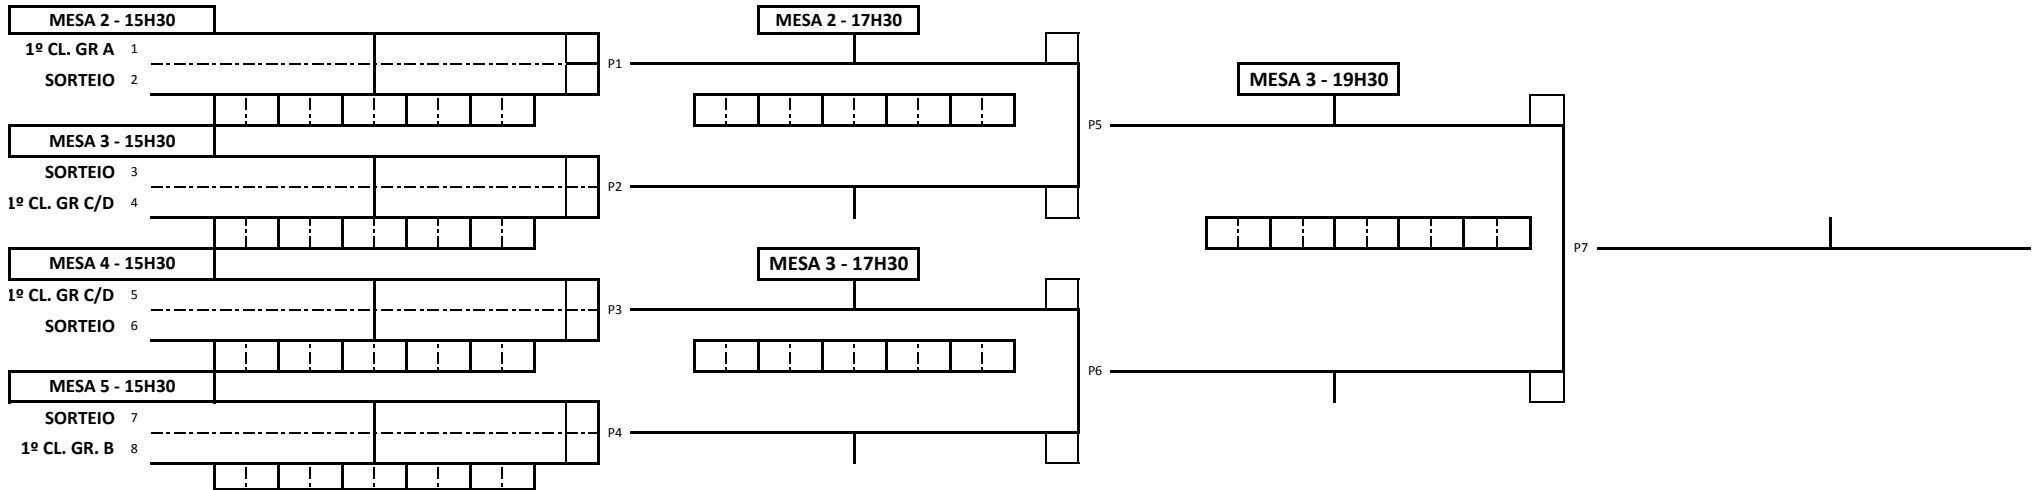 MESA 2 - 15H30
1º CL. GR A 1
SORTEIO 2
MESA 3 - 15H30
SORTEIO 3
1º CL. GR C/D 4
MESA 4 - 15H30
1º CL. GR C/D 5
SORTEIO 6
MESA 5 - 15H30
SORTEIO 7
1º CL. GR. B 8
MESA 2 - 17H30
P1
P2
MESA 3 - 17H30
P3
P4
MESA 3 - 19H30
P5
P6
P7